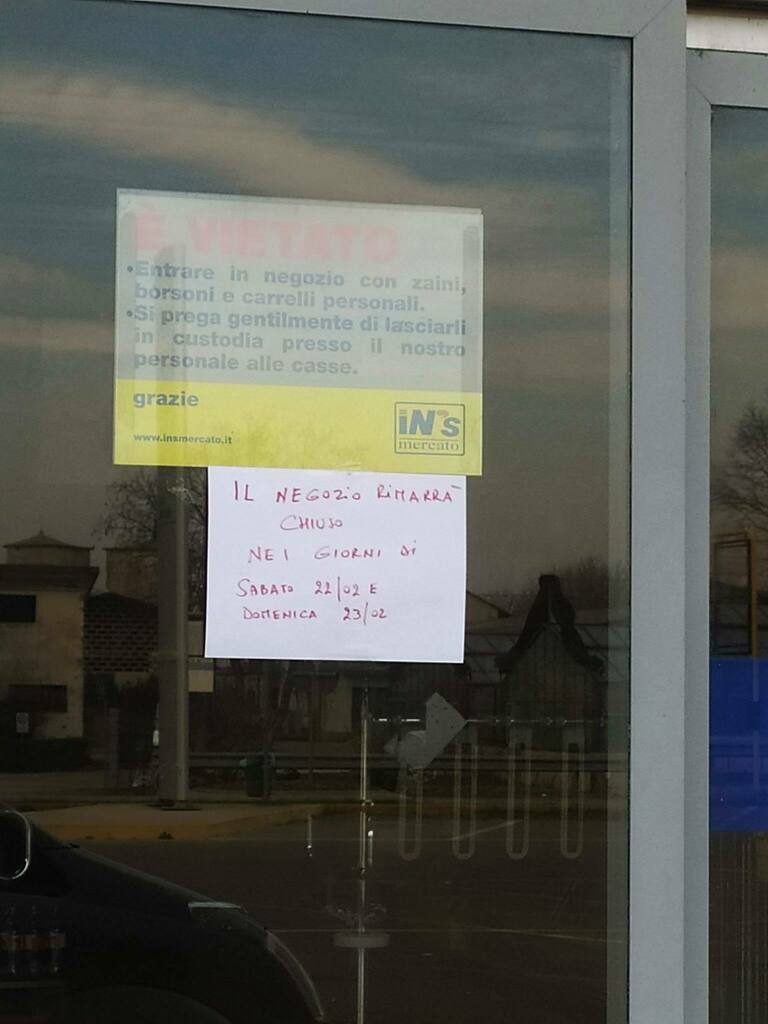 È VIETATO
•Entrare in negozio con zaini,
borsoni e carrelli personali.
•Si prega gentilmente di lasciarli
in custodia presso il nostro
personale alle casse.
grazie
www.insmercato.it
iN's
mercato
IL NEGOZIO RIMARRA'
CHIUSO
NEI GIORNI DI
SABATO 22/02 E
DOMENICA 23/02